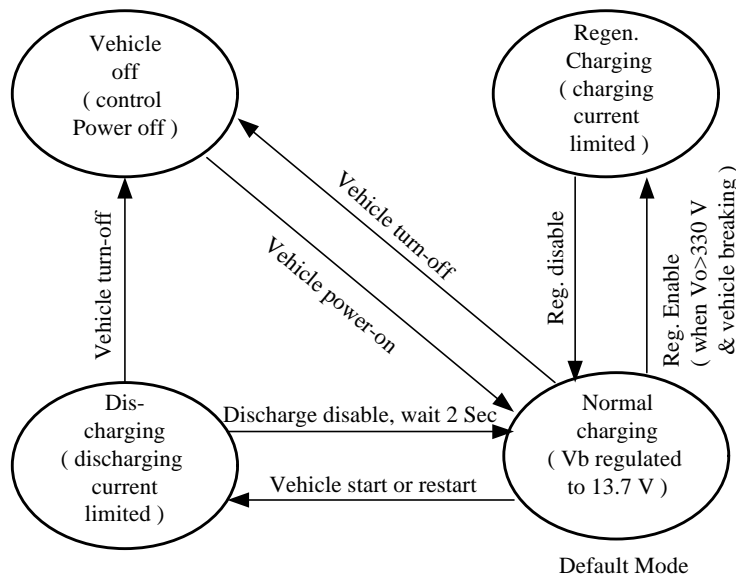 Vehicle
off
( control
Power off )
Regen.
Charging
( charging
current
limited )
Vehicle turn-off
Vehicle turn-off
Vehicle power-on
Reg. disable
Reg. Enable
( when Vo>330 V
& vehicle breaking )
Dis-
charging
( discharging
current
limited )
Discharge disable, wait 2 Sec
Vehicle start or restart
Normal
charging
( Vb regulated
to 13.7 V )
Default Mode